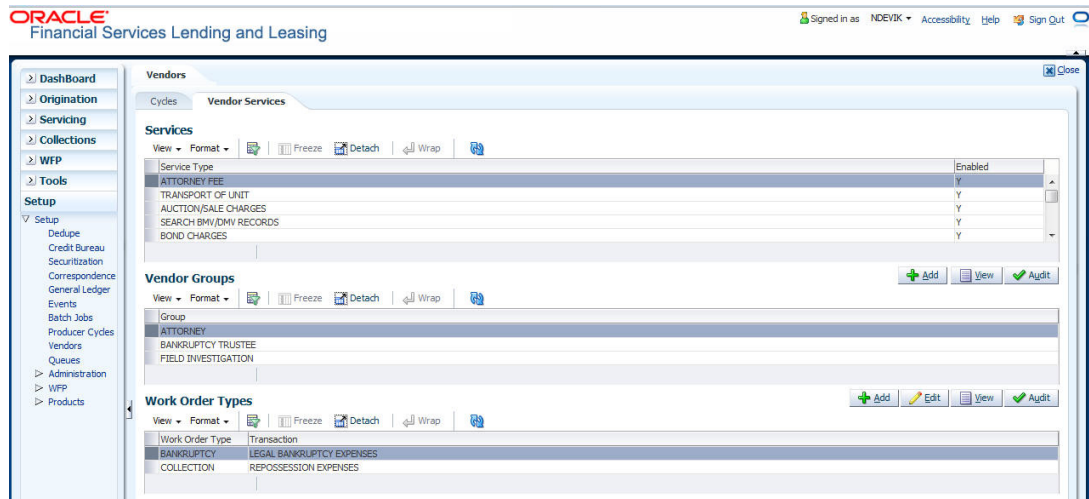 ORACLE
Financial Services Lending and Leasing
Signed in as NDEVIK Accessibility Help Sign Out
Close
DashBoard
Origination
Servicing
Collections
WFP
Tools
Setup
Setup
Dedupe
Credit Bureau
Securitization
Correspondence
General Ledger
Events
Batch Jobs
Producer Cycles
Vendors
Queues
Administration
WFP
Products
Vendors
Cycles Vendor Services
Services
View Format Freeze Detach Wrap
Service Type Enabled
ATTORNEY FEE Y
TRANSPORT OF UNIT Y
AUCTION/SALE CHARGES Y
SEARCH BMV/DMV RECORDS Y
BOND CHARGES Y
Vendor Groups
Add View Audit
View Format Freeze Detach Wrap
Group
ATTORNEY
BANKRUPTCY TRUSTEE
FIELD INVESTIGATION
Work Order Types
Add Edit View Audit
View Format Freeze Detach Wrap
Work Order Type Transaction
BANKRUPTCY LEGAL BANKRUPTCY EXPENSES
COLLECTION REPOSSESSION EXPENSES